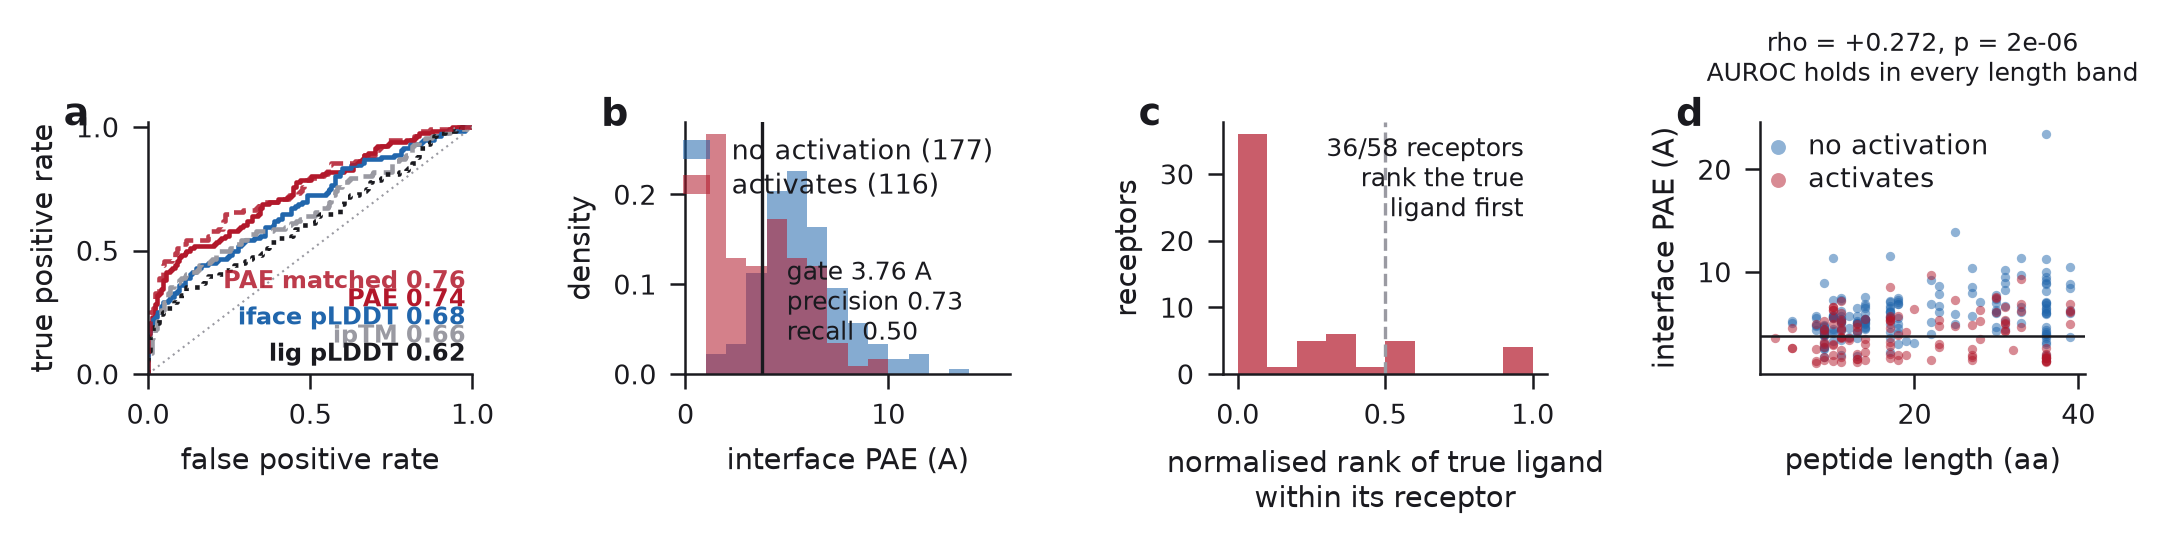 a
true positive rate
1.0
0.5
0.0
PAE matched 0.76
PAE 0.74
iface pLDDT 0.68
ipTM 0.66
lig pLDDT 0.62
0.0 0.5 1.0
false positive rate
b
density
0.2
0.1
0.0
no activation (177)
activates (116)
gate 3.76 A
precision 0.73
recall 0.50
0 10
interface PAE (A)
c
receptors
30
20
10
0
36/58 receptors
rank the true
ligand first
0.0 0.5 1.0
normalised rank of true ligand
within its receptor
rho = +0.272, p = 2e-06
AUROC holds in every length band
d
interface PAE (A)
20
10
no activation
activates
20 40
peptide length (aa)